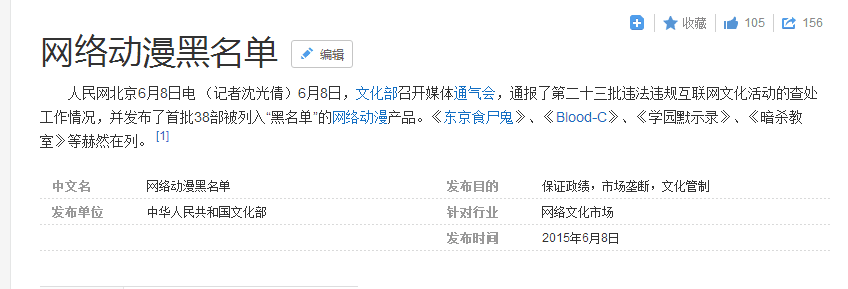 收藏 105 156
网络动漫黑名单 编辑
人民网北京6月8日电 （记者沈光倩）6月8日，文化部召开媒体通气会，通报了第二十三批违法违规互联网文化活动的查处
工作情况，并发布了首批38部被列入“黑名单”的网络动漫产品。《东京食尸鬼》、《Blood-C》、《学园默示录》、《暗杀教
室》等赫然在列。 [1]
中文名 网络动漫黑名单 发布目的 保证政绩，市场垄断，文化管制
发布单位 中华人民共和国文化部 针对行业 网络文化市场
发布时间 2015年6月8日